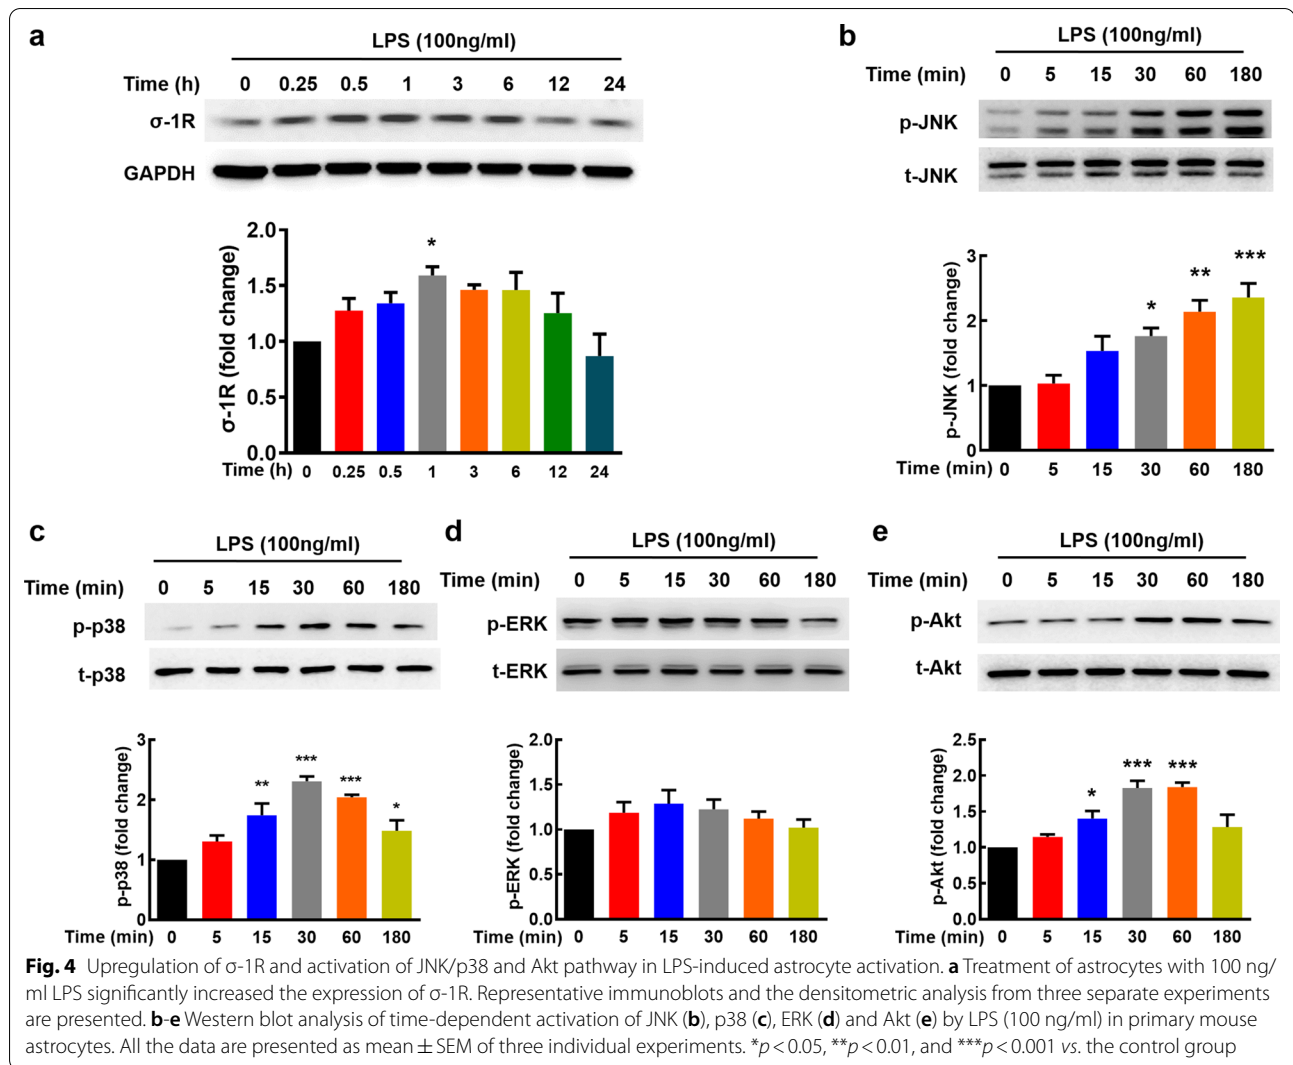 a
LPS (100ng/ml)
Time (h) 0 0.25 0.5 1 3 6 12 24
σ-1R
GAPDH
σ-1R (fold change)
2.0
1.5
1.0
0.5
0.0
*
Time (h) 0 0.25 0.5 1 3 6 12 24
b
LPS (100ng/ml)
Time (min) 0 5 15 30 60 180
p-JNK
t-JNK
p-JNK (fold change)
3
2
1
0
* ** ***
Time (min) 0 5 15 30 60 180
c
LPS (100ng/ml)
Time (min) 0 5 15 30 60 180
p-p38
t-p38
p-p38 (fold change)
3
2
1
0
** *** *** *
Time (min) 0 5 15 30 60 180
d
LPS (100ng/ml)
Time (min) 0 5 15 30 60 180
p-ERK
t-ERK
p-ERK (fold change)
2.0
1.5
1.0
0.5
0.0
Time (min) 0 5 15 30 60 180
e
LPS (100ng/ml)
Time (min) 0 5 15 30 60 180
p-Akt
t-Akt
p-Akt (fold change)
2.5
2.0
1.5
1.0
0.5
0.0
* *** ***
Time (min) 0 5 15 30 60 180
Fig. 4 Upregulation of σ-1R and activation of JNK/p38 and Akt pathway in LPS-induced astrocyte activation. a Treatment of astrocytes with 100 ng/
ml LPS significantly increased the expression of σ-1R. Representative immunoblots and the densitometric analysis from three separate experiments
are presented. b-e Western blot analysis of time-dependent activation of JNK (b), p38 (c), ERK (d) and Akt (e) by LPS (100 ng/ml) in primary mouse
astrocytes. All the data are presented as mean ± SEM of three individual experiments. *p < 0.05, **p < 0.01, and ***p < 0.001 vs. the control group